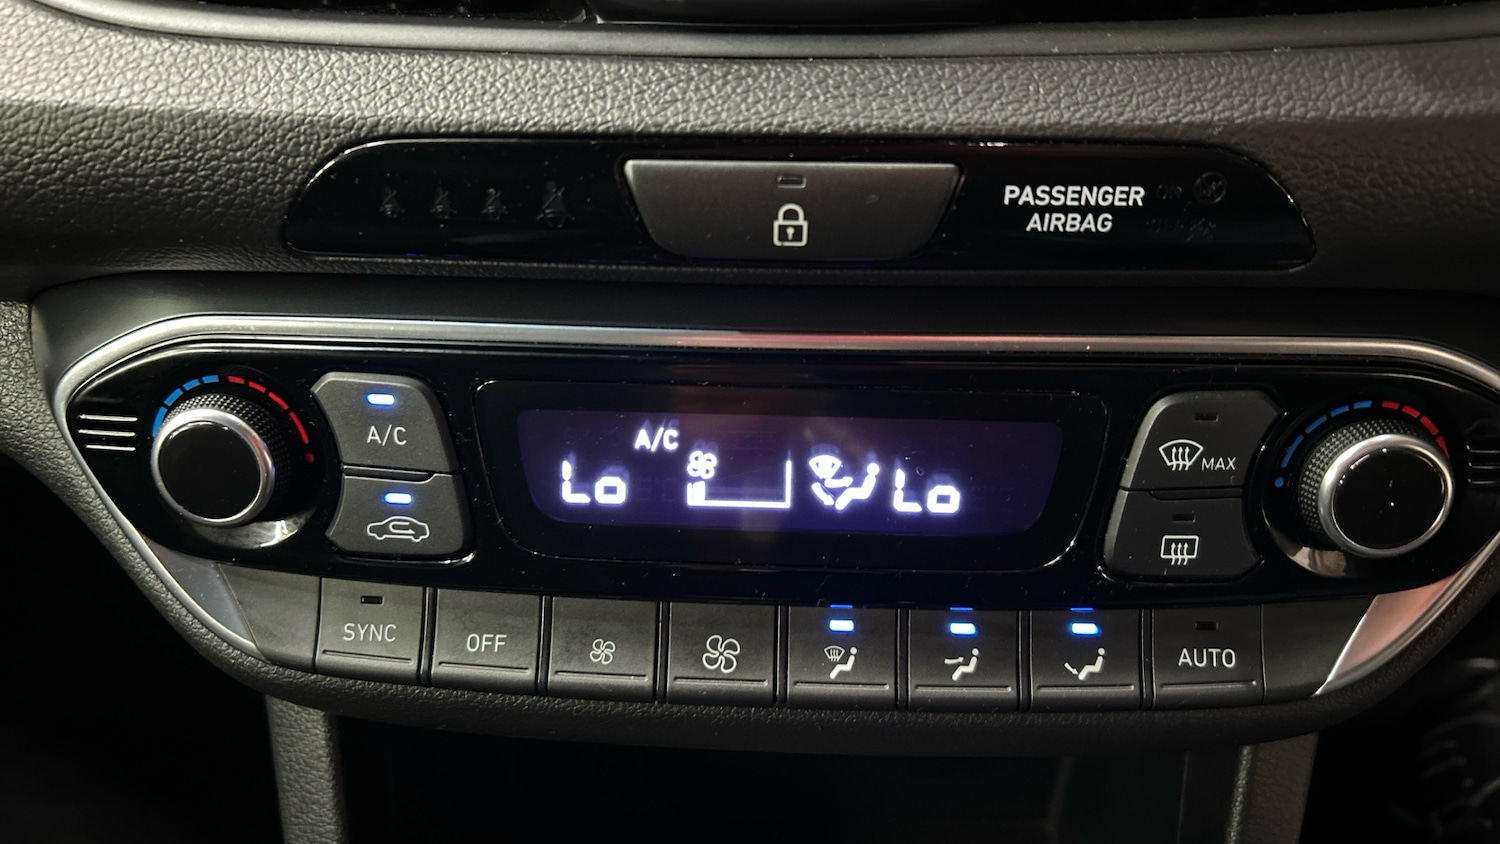 PASSENGER
AIRBAG
A/C
A/C
Lo
Lo
MAX
SYNC
OFF
AUTO